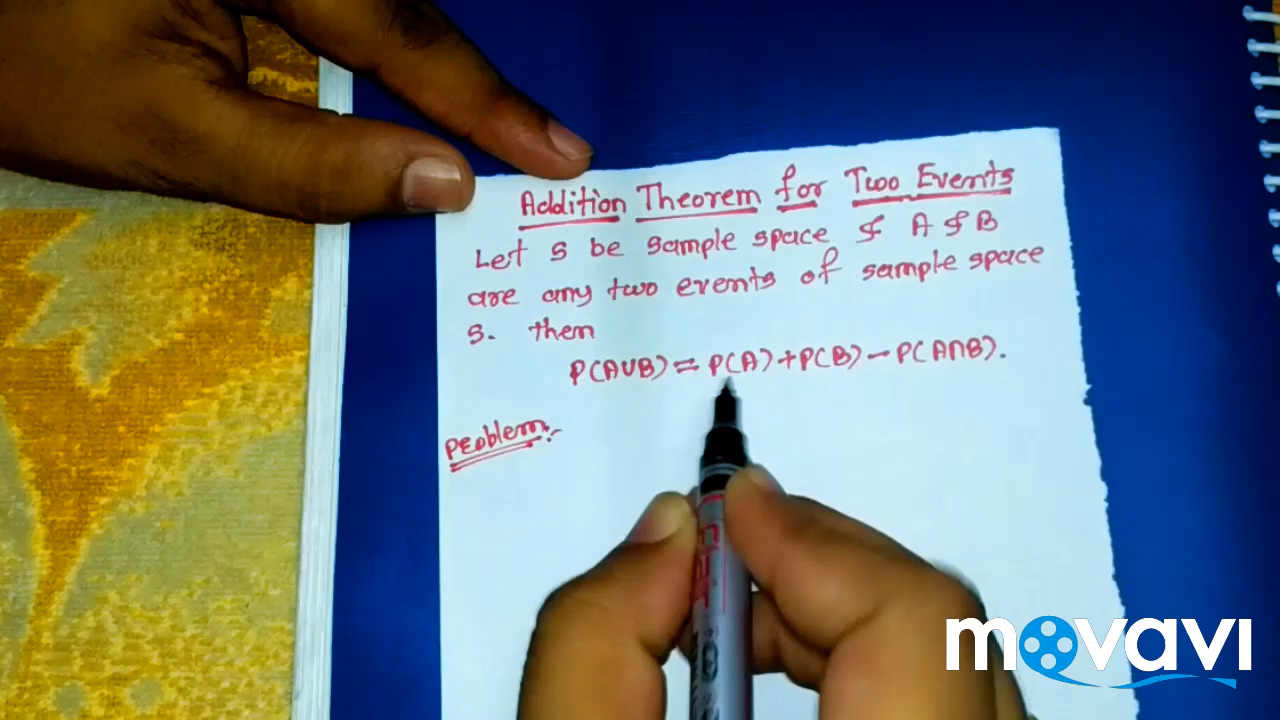 Addition Theorem for Two Events
Let S be sample space & A & B
are any two events of sample space
S. then
P(A∪B) = P(A) + P(B) - P(A∩B).
Problem:-
movavi